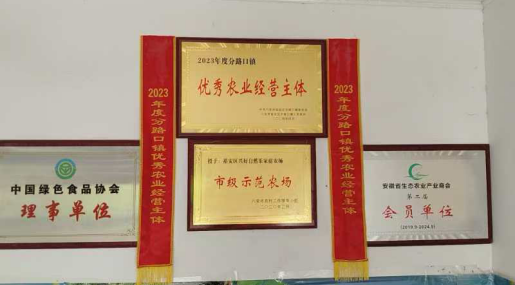 2023年度分路口镇
优秀农业经营主体
2023年度分路口镇优秀农业经营主体
2023年度分路口镇优秀农业经营主体
中国绿色食品协会
理事单位
市级示范农场
安徽省生态农业产业商会
第二届
会员单位